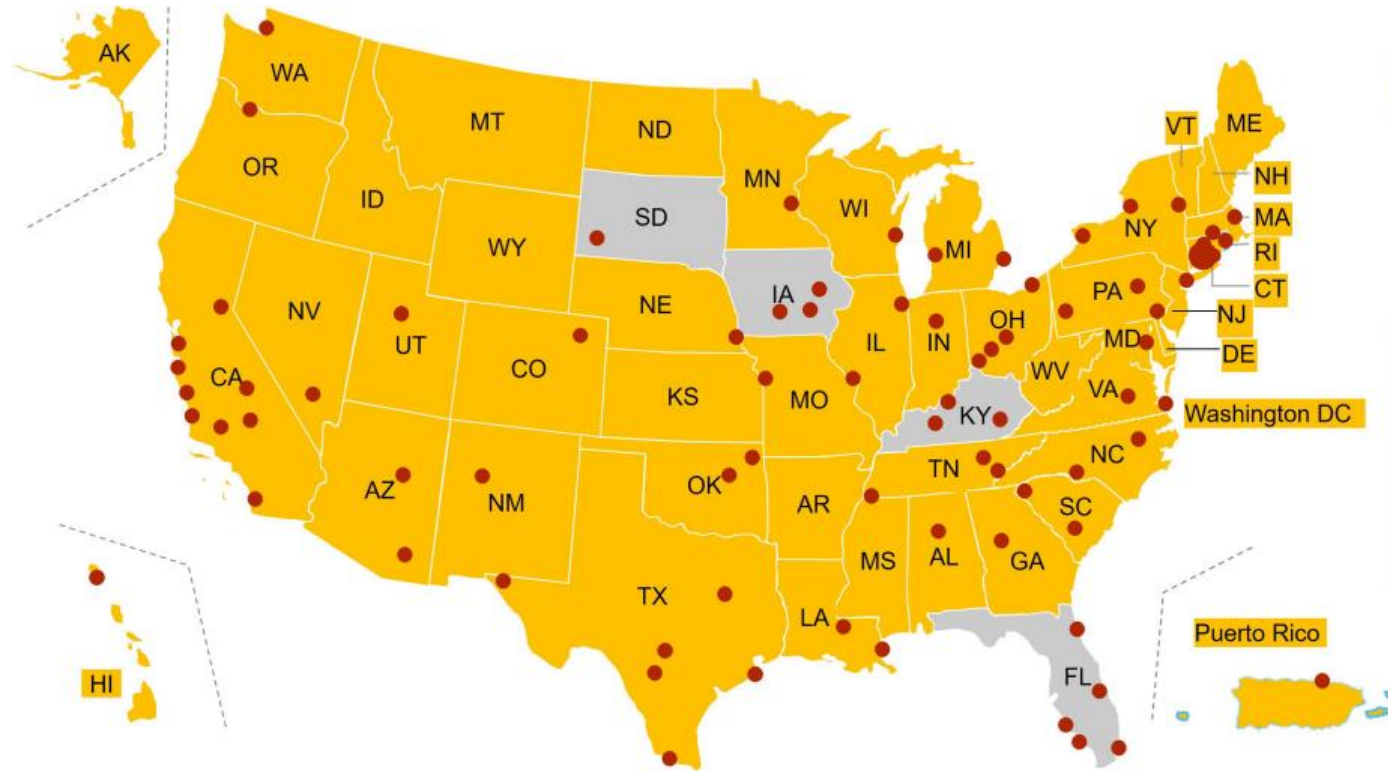 AK
WA
MT
ND
VT
ME
OR
MN
NH
ID
SD
WI
NY
MA
WY
MI
RI
IA
PA
CT
NV
NE
OH
NJ
UT
IL
IN
MD
DE
CA
CO
WV
KS
MO
VA
KY
Washington DC
TN
NC
AZ
NM
OK
AR
SC
MS
AL
GA
TX
LA
Puerto Rico
HI
FL